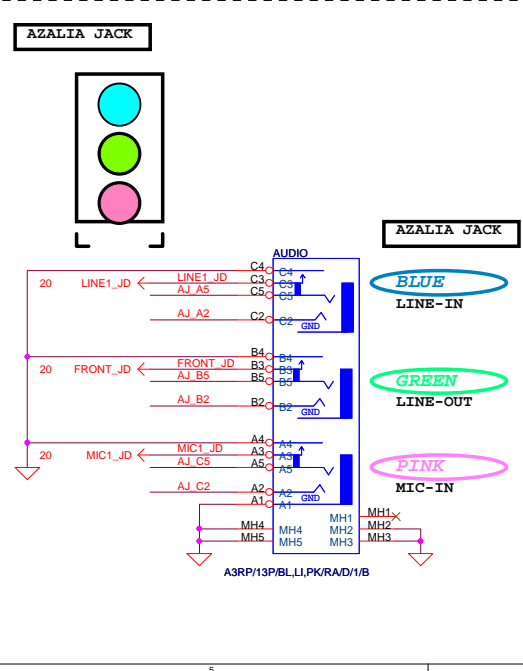 AZALIA JACK
AZALIA JACK
AUDIO
C4 C4
20 LINE1_JD LINE1_JD C3 C3 BLUE
AJ_A5 C5 C5
LINE-IN
AJ_A2 C2 C2 GND
B4 B4
20 FRONT_JD FRONT_JD B3 B3 GREEN
AJ_B5 B5 B5
LINE-OUT
AJ_B2 B2 B2 GND
A4 A4
20 MIC1_JD MIC1_JD A3 A3 PINK
AJ_C5 A5 A5
MIC-IN
AJ_C2 A2 A2 GND
A1 A1
MH1 MH1
MH4 MH4 MH2 MH2
MH5 MH5 MH3 MH3
A3RP/13P/BL,LI,PK/RA/D/1/B
5